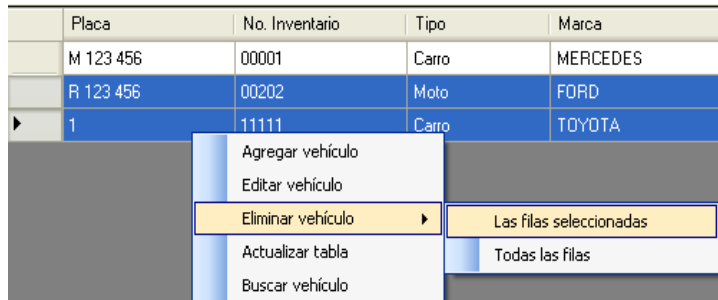 Placa No. Inventario Tipo Marca
M 123 456 00001 Carro MERCEDES
R 123 456 00202 Moto FORD
1 11111 Carro TOYOTA
Agregar vehículo
Editar vehículo
Eliminar vehículo
Las filas seleccionadas
Actualizar tabla
Todas las filas
Buscar vehículo